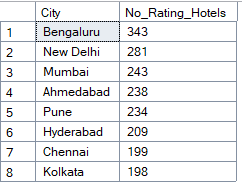 City No_Rating_Hotels
1 Bengaluru 343
2 New Delhi 281
3 Mumbai 243
4 Ahmedabad 238
5 Pune 234
6 Hyderabad 209
7 Chennai 199
8 Kolkata 198